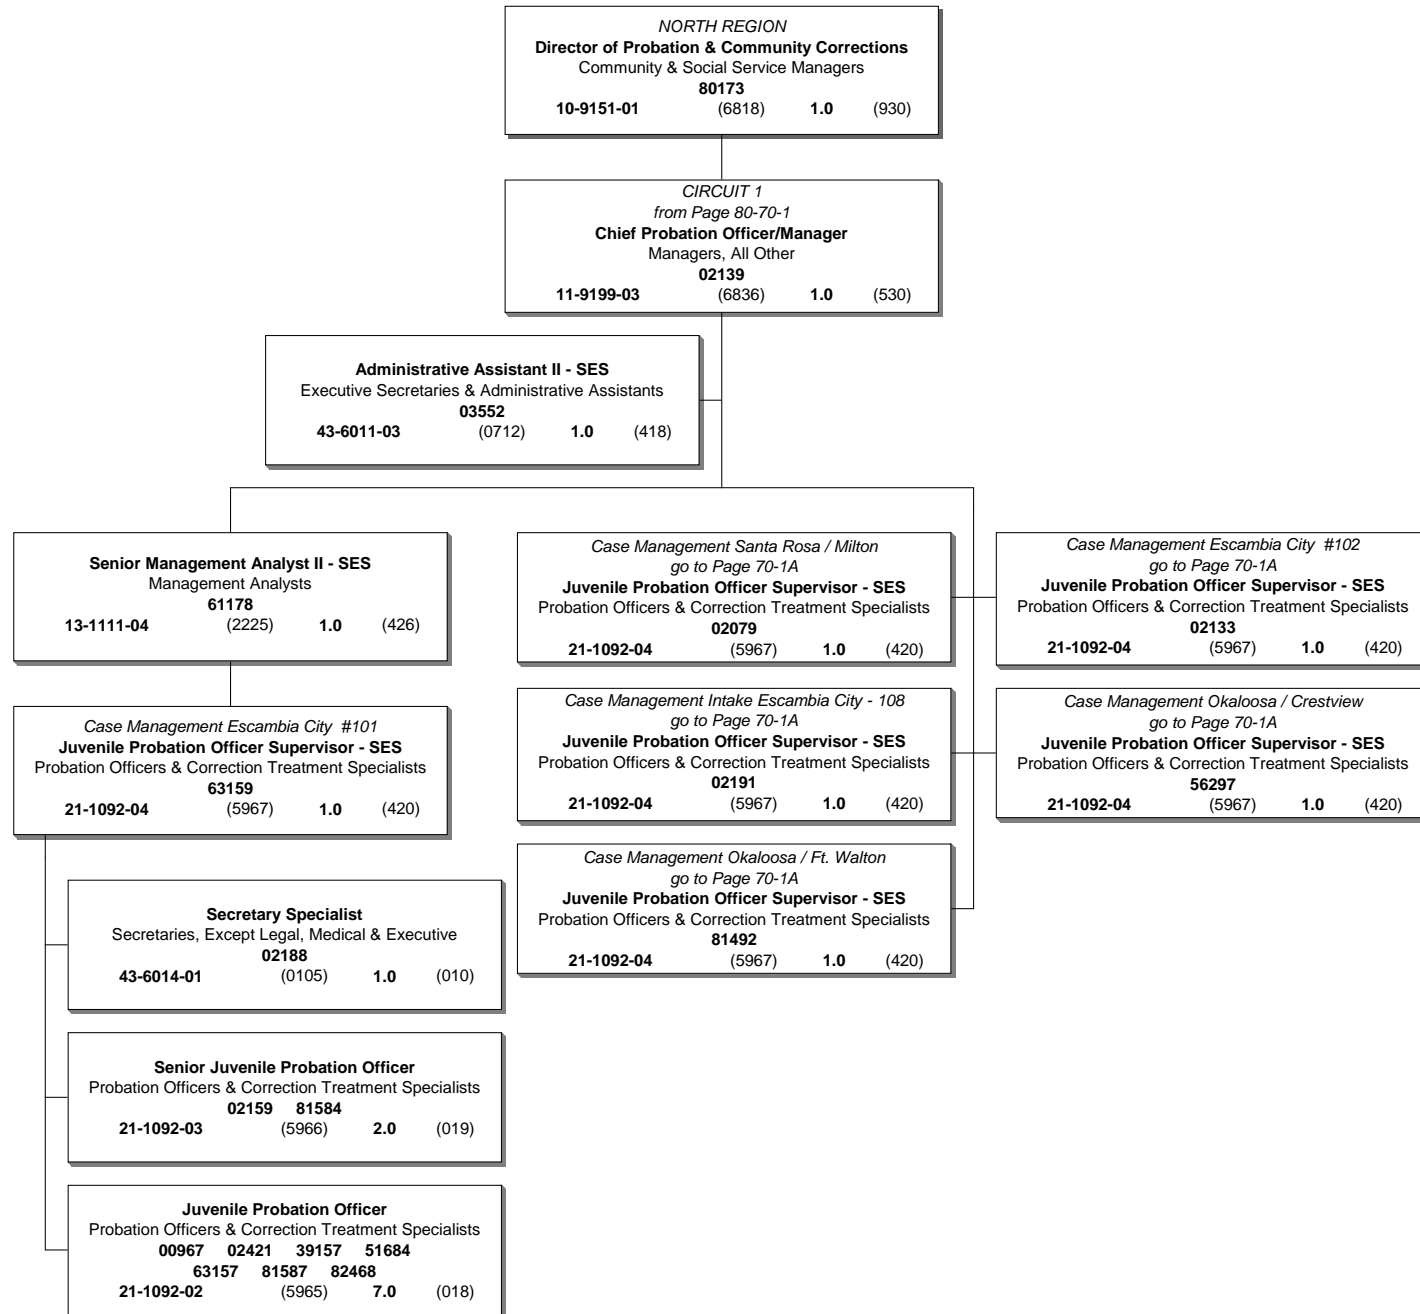 NORTH REGION
Director of Probation & Community Corrections
Community & Social Service Managers
80173
10-9151-01 (6818) 1.0 (930)
CIRCUIT 1
from Page 80-70-1
Chief Probation Officer/Manager
Managers, All Other
02139
11-9199-03 (6836) 1.0 (530)
Administrative Assistant II - SES
Executive Secretaries & Administrative Assistants
03552
43-6011-03 (0712) 1.0 (418)
Senior Management Analyst II - SES
Management Analysts
61178
13-1111-04 (2225) 1.0 (426)
Case Management Escambia City #101
Juvenile Probation Officer Supervisor - SES
Probation Officers & Correction Treatment Specialists
63159
21-1092-04 (5967) 1.0 (420)
Secretary Specialist
Secretaries, Except Legal, Medical & Executive
02188
43-6014-01 (0105) 1.0 (010)
Senior Juvenile Probation Officer
Probation Officers & Correction Treatment Specialists
02159 81584
21-1092-03 (5966) 2.0 (019)
Juvenile Probation Officer
Probation Officers & Correction Treatment Specialists
00967 02421 39157 51684
63157 81587 82468
21-1092-02 (5965) 7.0 (018)
Case Management Santa Rosa / Milton
go to Page 70-1A
Juvenile Probation Officer Supervisor - SES
Probation Officers & Correction Treatment Specialists
02079
21-1092-04 (5967) 1.0 (420)
Case Management Intake Escambia City - 108
go to Page 70-1A
Juvenile Probation Officer Supervisor - SES
Probation Officers & Correction Treatment Specialists
02191
21-1092-04 (5967) 1.0 (420)
Case Management Okaloosa / Ft. Walton
go to Page 70-1A
Juvenile Probation Officer Supervisor - SES
Probation Officers & Correction Treatment Specialists
81492
21-1092-04 (5967) 1.0 (420)
Case Management Escambia City #102
go to Page 70-1A
Juvenile Probation Officer Supervisor - SES
Probation Officers & Correction Treatment Specialists
02133
21-1092-04 (5967) 1.0 (420)
Case Management Okaloosa / Crestview
go to Page 70-1A
Juvenile Probation Officer Supervisor - SES
Probation Officers & Correction Treatment Specialists
56297
21-1092-04 (5967) 1.0 (420)